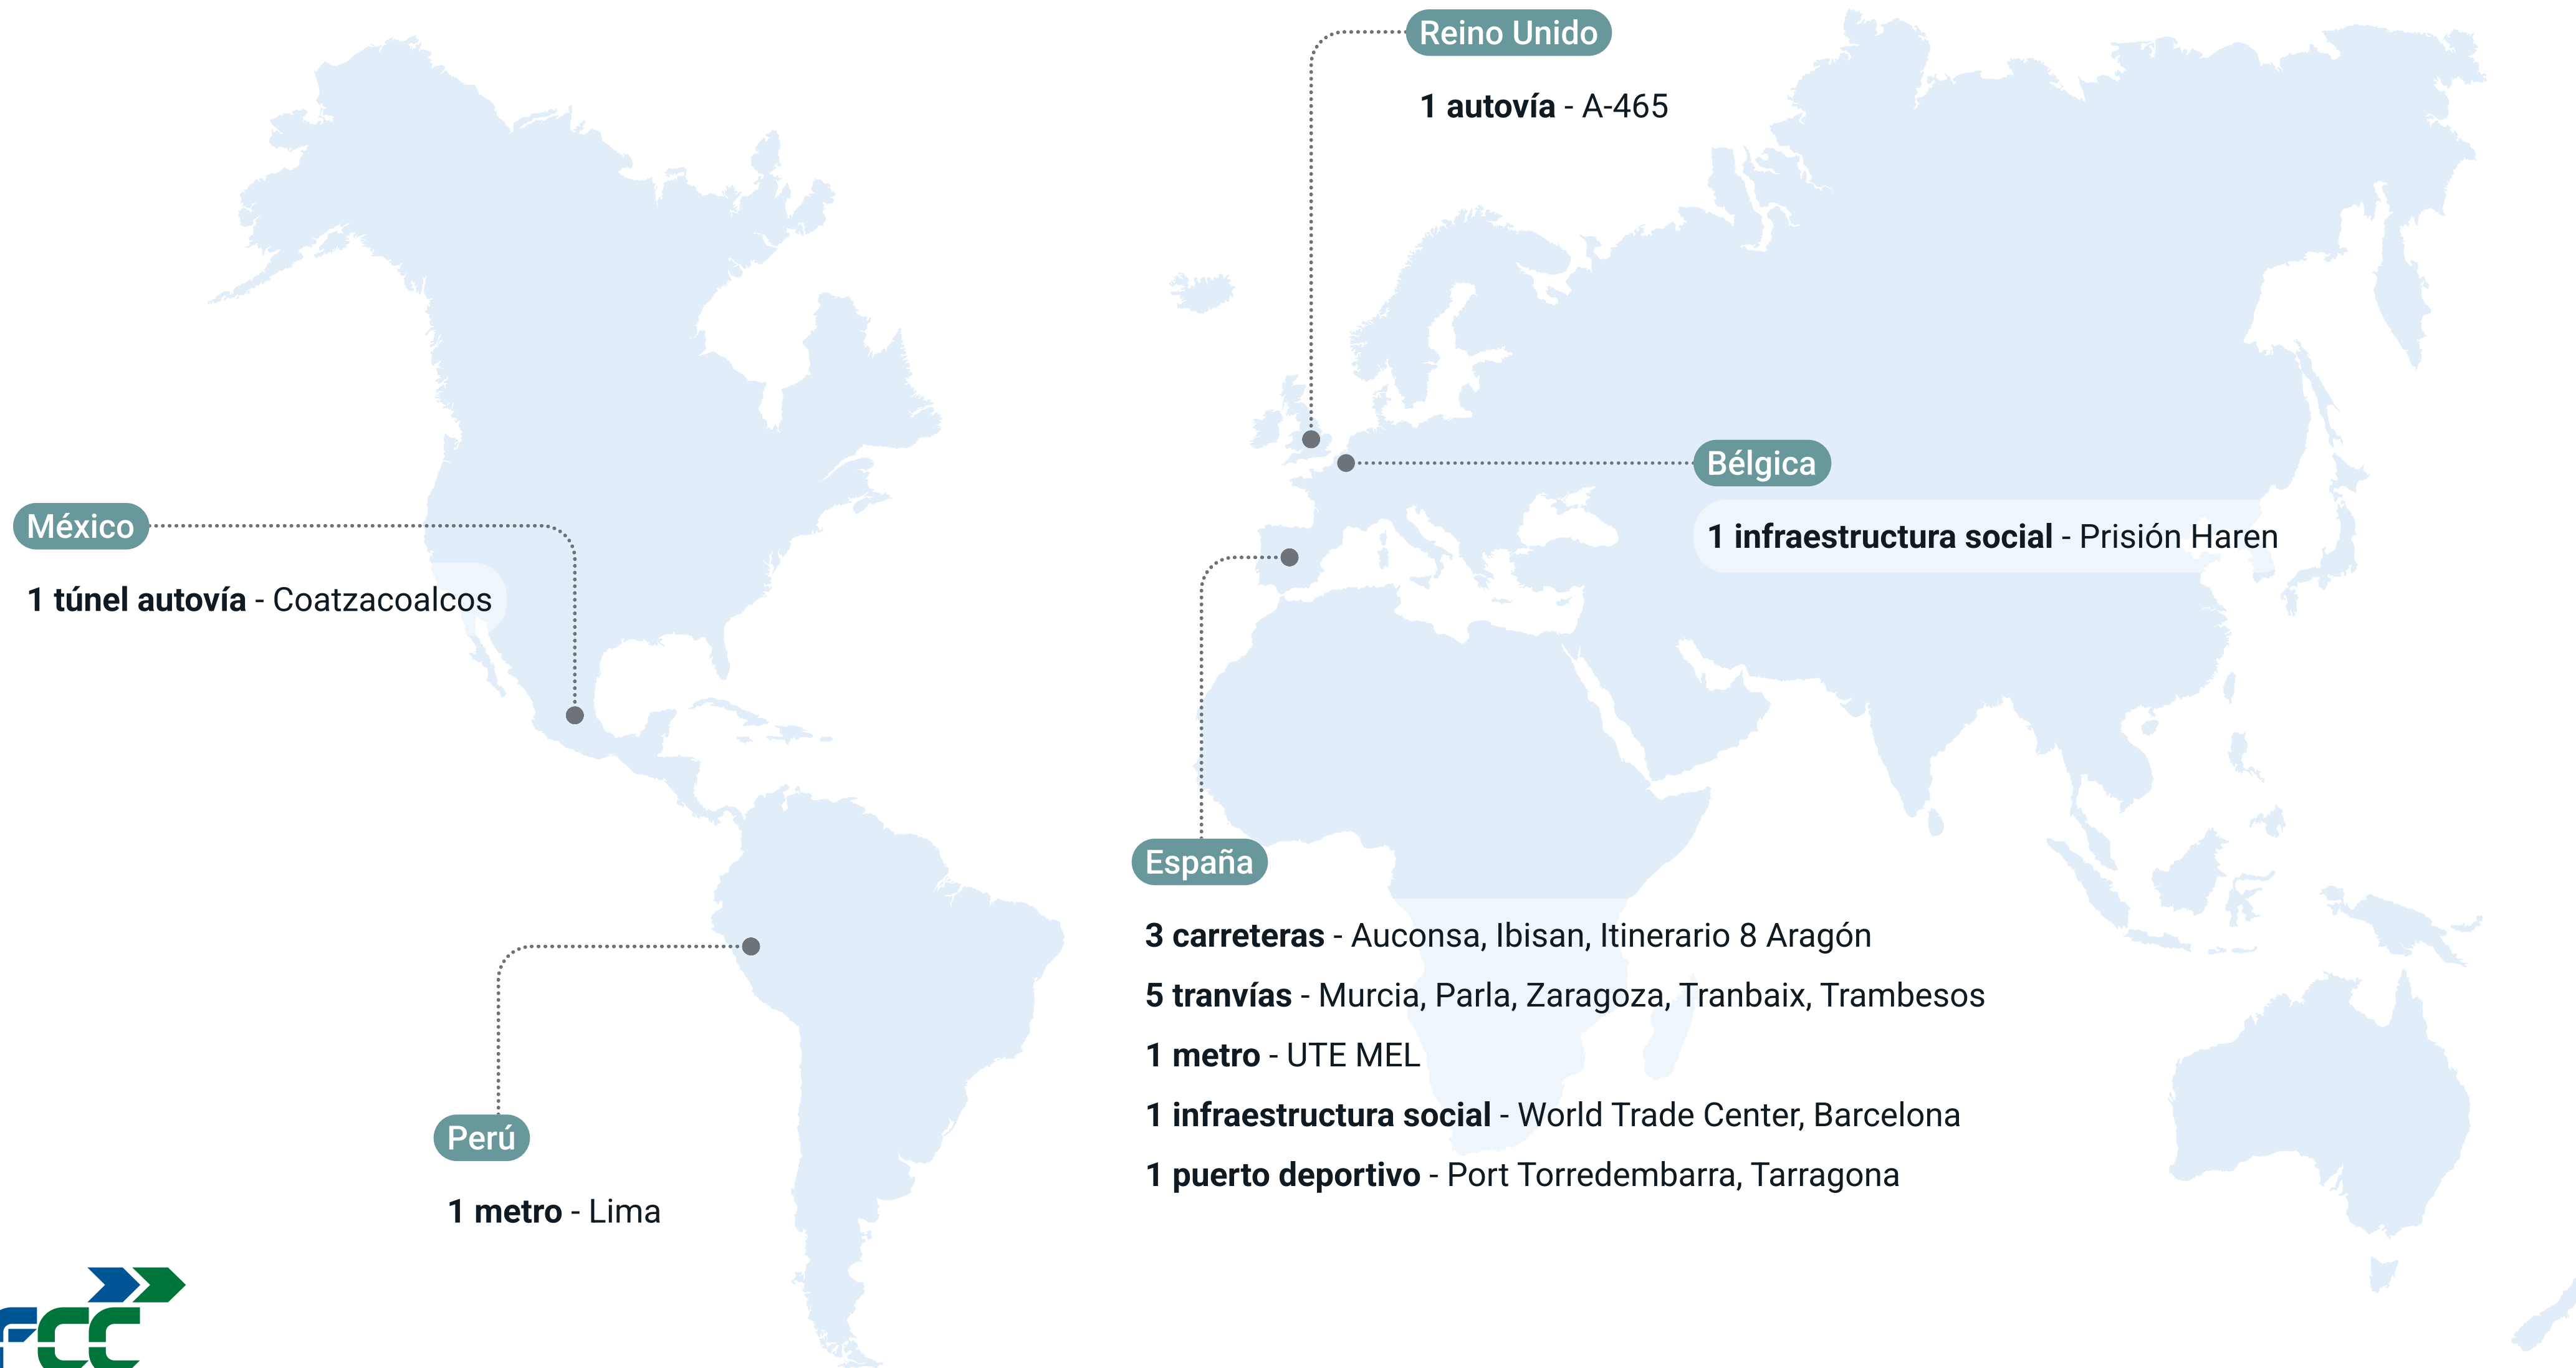 Reino Unido
1 autovía - A-465
Bélgica
1 infraestructura social - Prisión Haren
México
1 túnel autovía - Coatzacoalcos
España
3 carreteras - Auconsa, Ibisan, Itinerario 8 Aragón
5 tranvías - Murcia, Parla, Zaragoza, Tranbaix, Trambesos
1 metro - UTE MEL
1 infraestructura social - World Trade Center, Barcelona
1 puerto deportivo - Port Torredembarra, Tarragona
Perú
1 metro - Lima
FCC